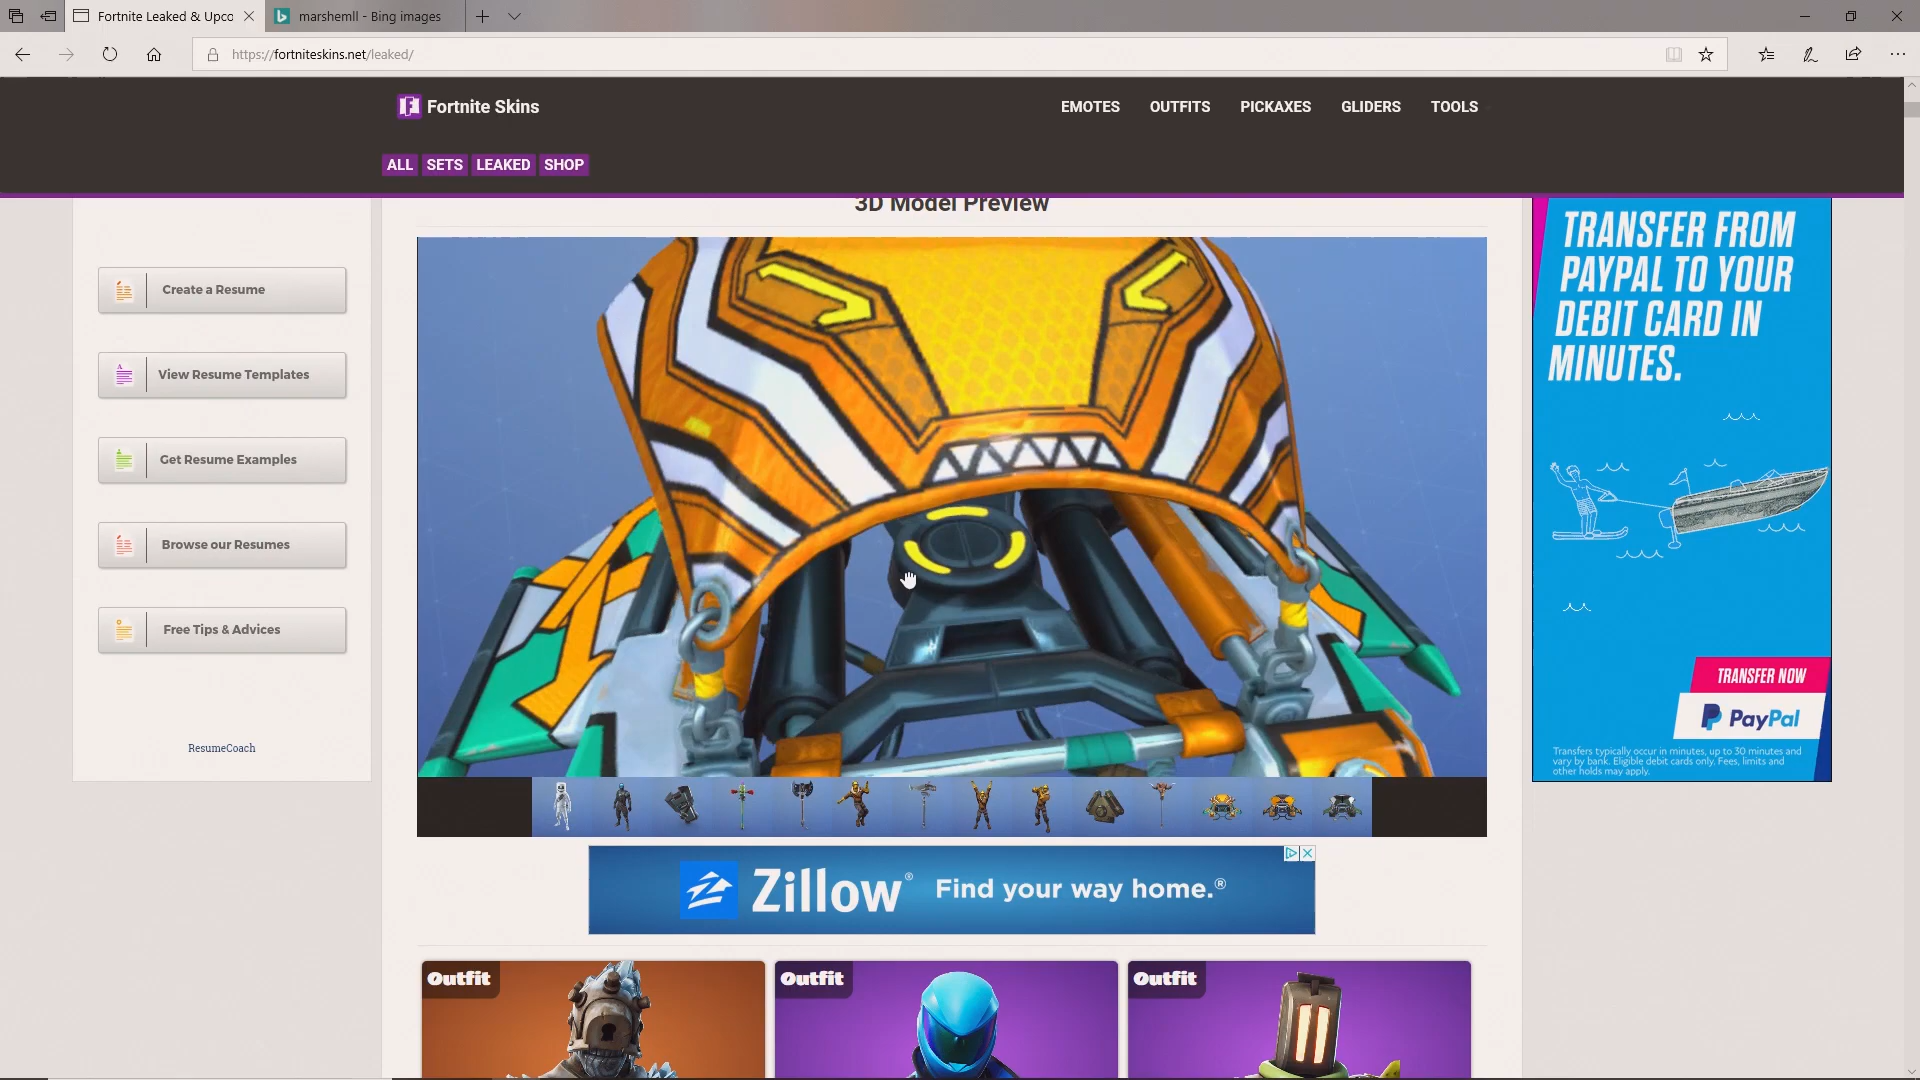 Fortnite Leaked & Upco
marshemll - Bing images
https://fortniteskins.net/leaked/
Fortnite Skins
EMOTES
OUTFITS
PICKAXES
GLIDERS
TOOLS
ALL
SETS
LEAKED
SHOP
3D Model Preview
Create a Resume
View Resume Templates
Get Resume Examples
Browse our Resumes
Free Tips & Advices
ResumeCoach
TRANSFER FROM
PAYPAL TO YOUR
DEBIT CARD IN
MINUTES.
TRANSFER NOW
PayPal
Transfers typically occur in minutes, up to 30 minutes and
vary by bank. Eligible debit cards only. Fees, limits and
other holds may apply.
Zillow® Find your way home.®
Outfit
Outfit
Outfit